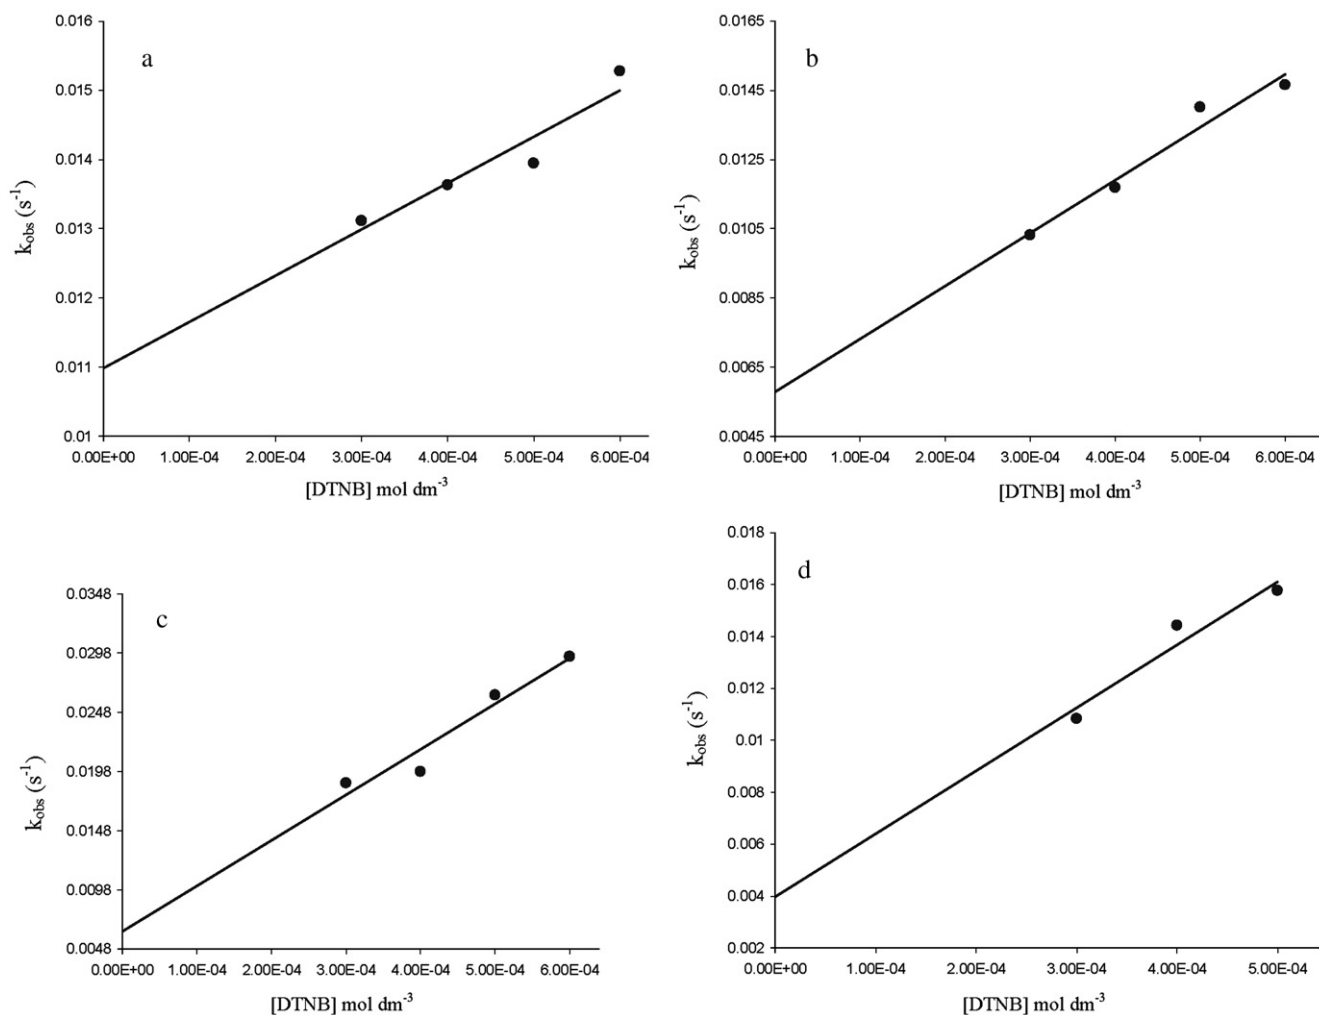 a
0.016
0.015
0.014
0.013
0.012
0.011
0.01
k_obs (s^-1)
0.00E+00 1.00E-04 2.00E-04 3.00E-04 4.00E-04 5.00E-04 6.00E-04
[DTNB] mol dm^-3
b
0.0165
0.0145
0.0125
0.0105
0.0085
0.0065
0.0045
k_obs (s^-1)
0.00E+00 1.00E-04 2.00E-04 3.00E-04 4.00E-04 5.00E-04 6.00E-04
[DTNB] mol dm^-3
c
0.0348
0.0298
0.0248
0.0198
0.0148
0.0098
0.0048
k_obs (s^-1)
0.00E+00 1.00E-04 2.00E-04 3.00E-04 4.00E-04 5.00E-04 6.00E-04
[DTNB] mol dm^-3
d
0.018
0.016
0.014
0.012
0.01
0.008
0.006
0.004
0.002
k_obs (s^-1)
0.00E+00 1.00E-04 2.00E-04 3.00E-04 4.00E-04 5.00E-04
[DTNB] mol dm^-3